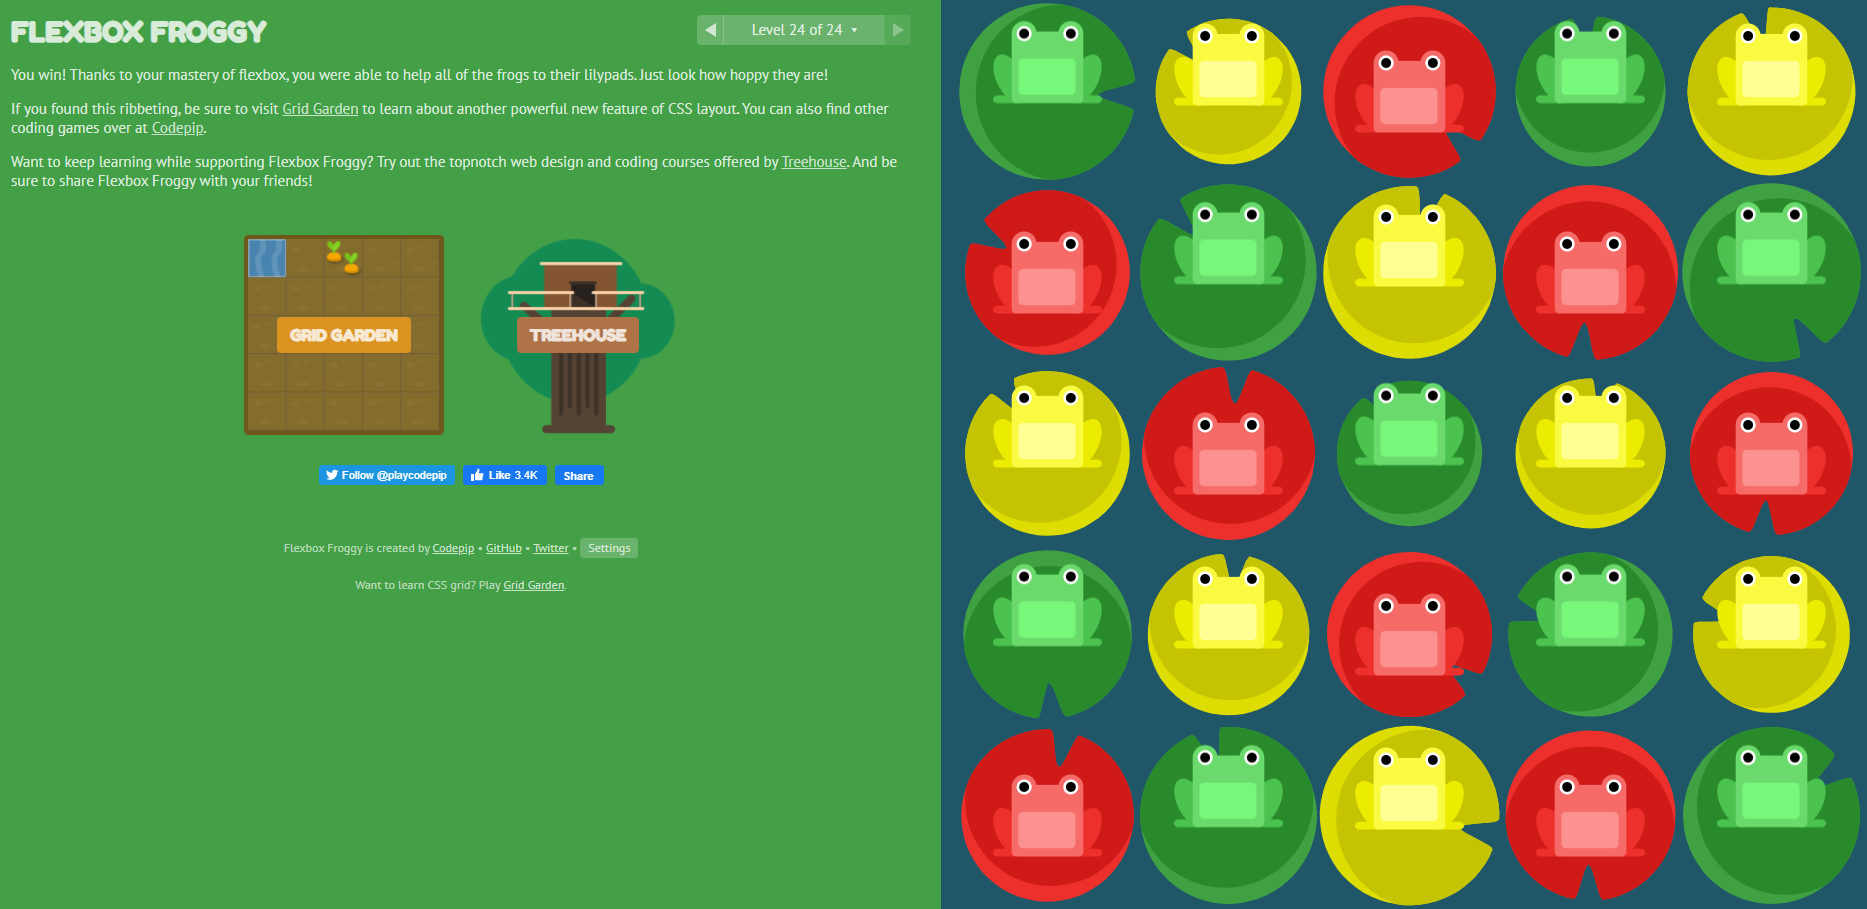 FLEXBOX FROGGY
Level 24 of 24
You win! Thanks to your mastery of flexbox, you were able to help all of the frogs to their lilypads. Just look how hoppy they are!
If you found this ribbeting, be sure to visit Grid Garden to learn about another powerful new feature of CSS layout. You can also find other
coding games over at Codepip.
Want to keep learning while supporting Flexbox Froggy? Try out the topnotch web design and coding courses offered by Treehouse. And be
sure to share Flexbox Froggy with your friends!
GRID GARDEN
TREEHOUSE
Follow @playcodepip
Like 3.4K
Share
Flexbox Froggy is created by Codepip • GitHub • Twitter • Settings
Want to learn CSS grid? Play Grid Garden.